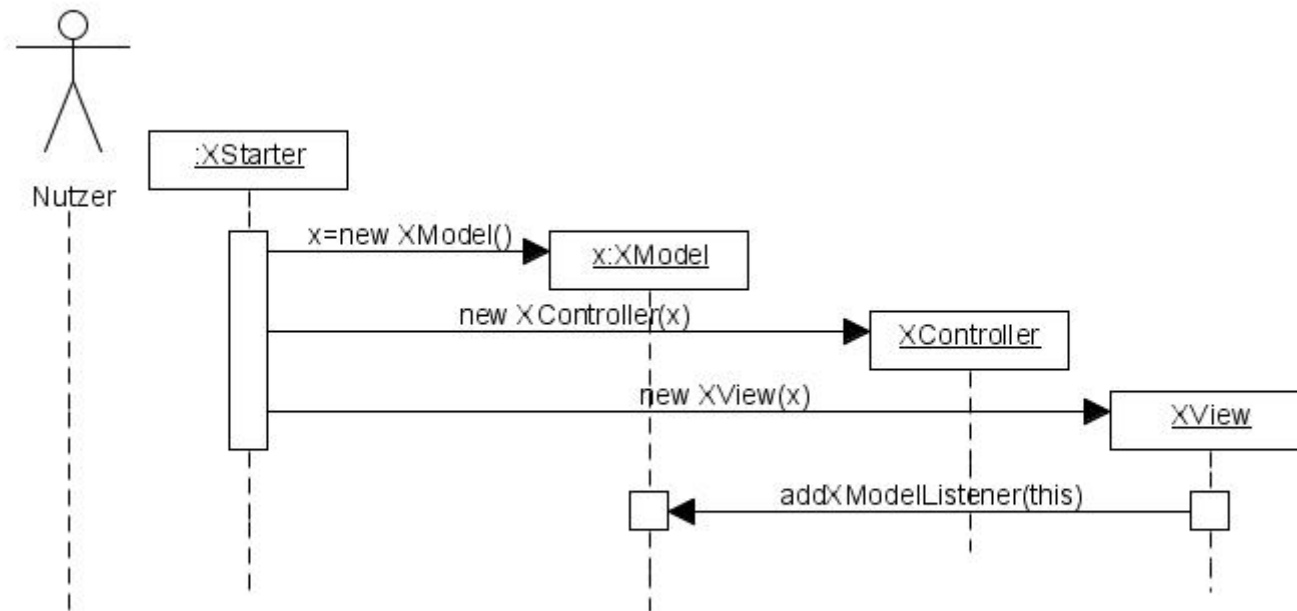 :XStarter
Nutzer
x=new XModel()
x:XModel
new XController(x)
XController
new XView(x)
XView
addXModelListener(this)